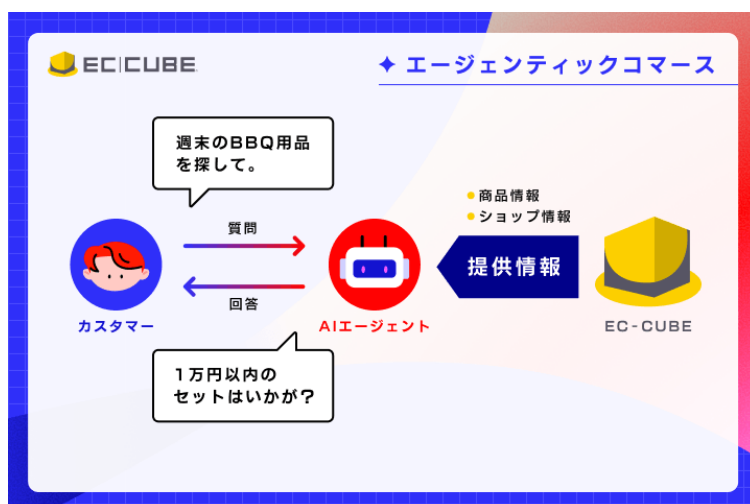 EC CUBE
エージェンティックコマース
週末のBBQ用品
を探して。
商品情報
ショップ情報
質問
提供情報
回答
カスタマー
AIエージェント
EC-CUBE
1万円以内の
セットはいかが?